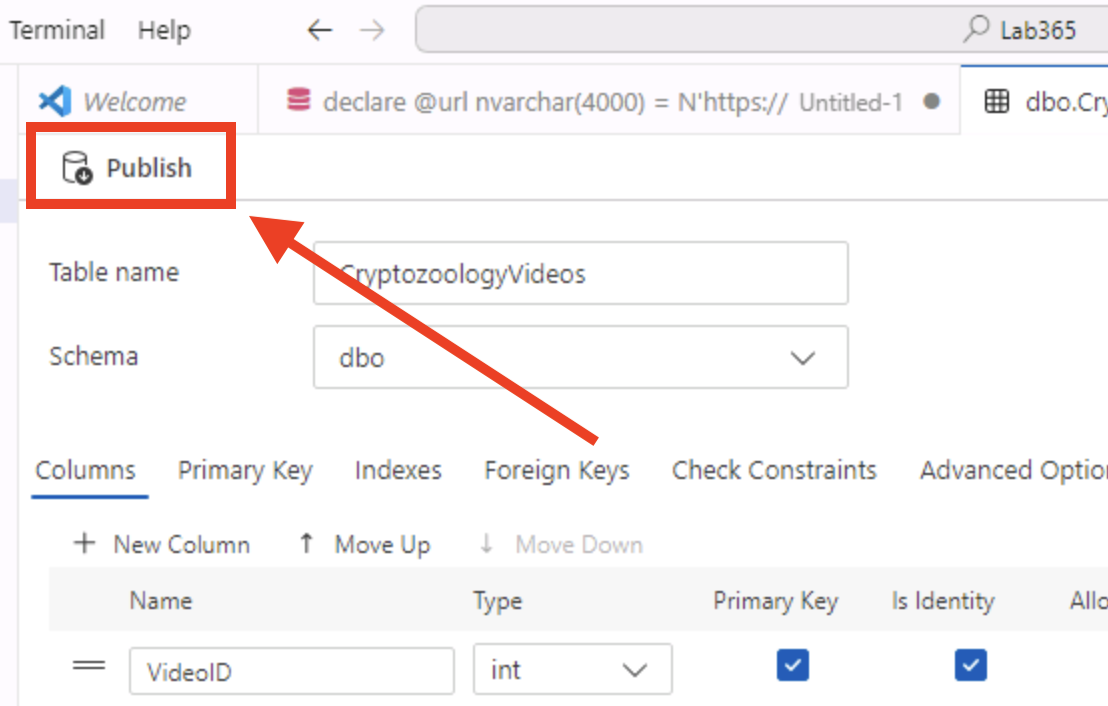 Terminal Help Lab365
Welcome declare @url nvarchar(4000) = N'https:// Untitled-1 dbo.Cry
Publish
Table name CryptozoologyVideos
Schema dbo
Columns Primary Key Indexes Foreign Keys Check Constraints Advanced Option
New Column Move Up Move Down
Name Type Primary Key Is Identity Allo
VideoID int